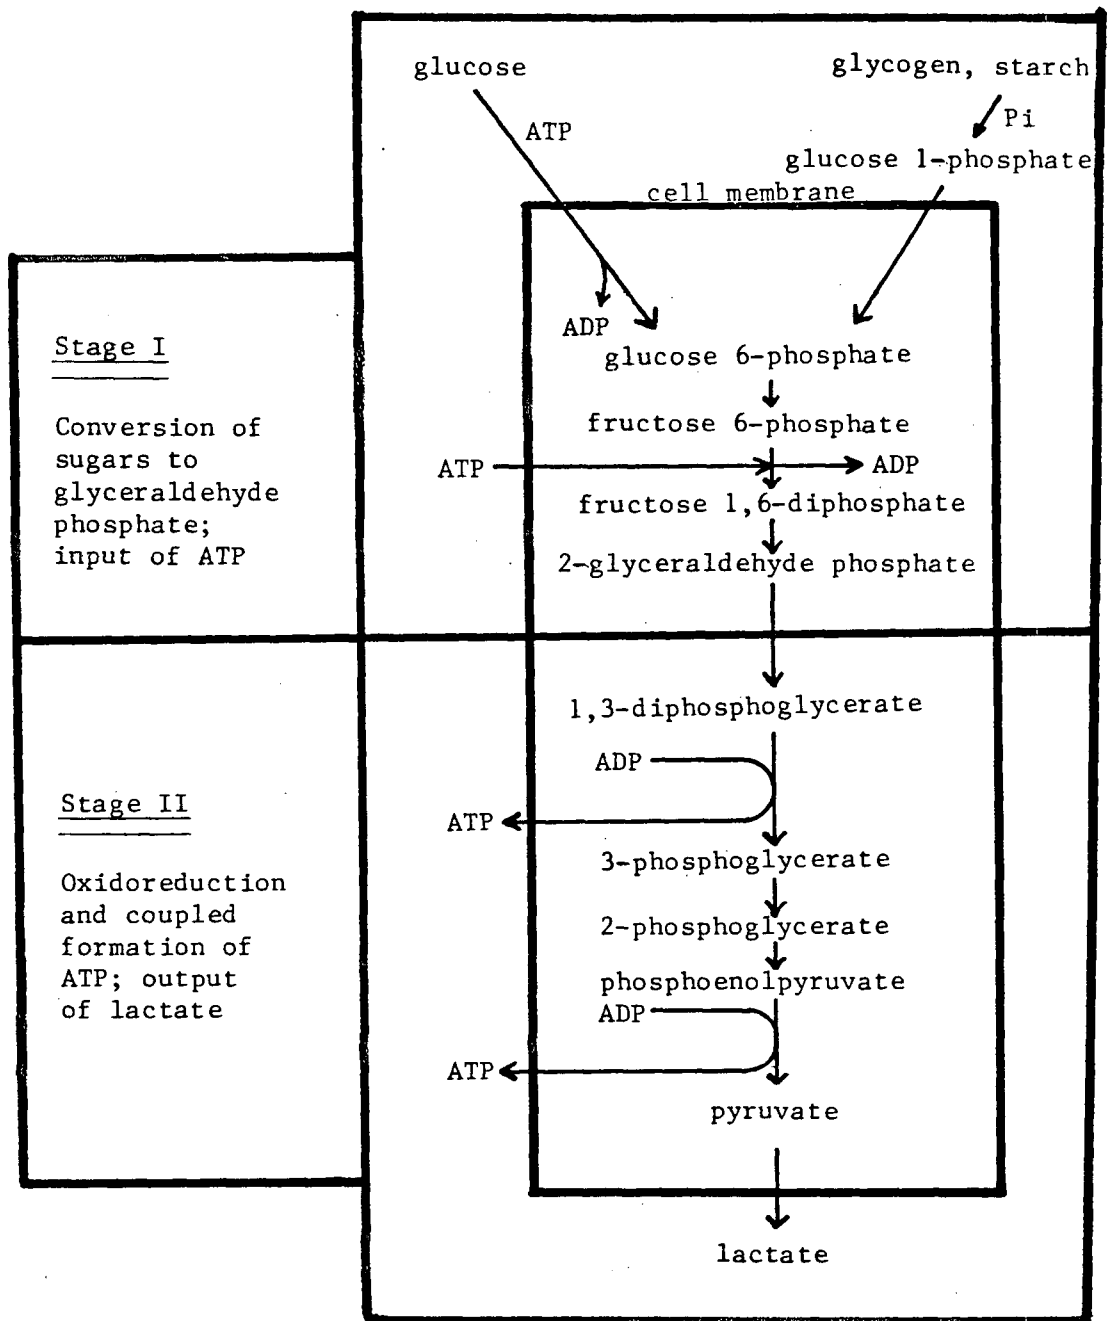 glucose
glycogen, starch
ATP
Pi
glucose 1-phosphate
cell membrane
ADP
glucose 6-phosphate
fructose 6-phosphate
ATP
ADP
fructose 1,6-diphosphate
2-glyceraldehyde phosphate
Stage I
Conversion of
sugars to
glyceraldehyde
phosphate;
input of ATP
1,3-diphosphoglycerate
ADP
ATP
3-phosphoglycerate
2-phosphoglycerate
phosphoenolpyruvate
ADP
ATP
pyruvate
lactate
Stage II
Oxidoreduction
and coupled
formation of
ATP; output
of lactate